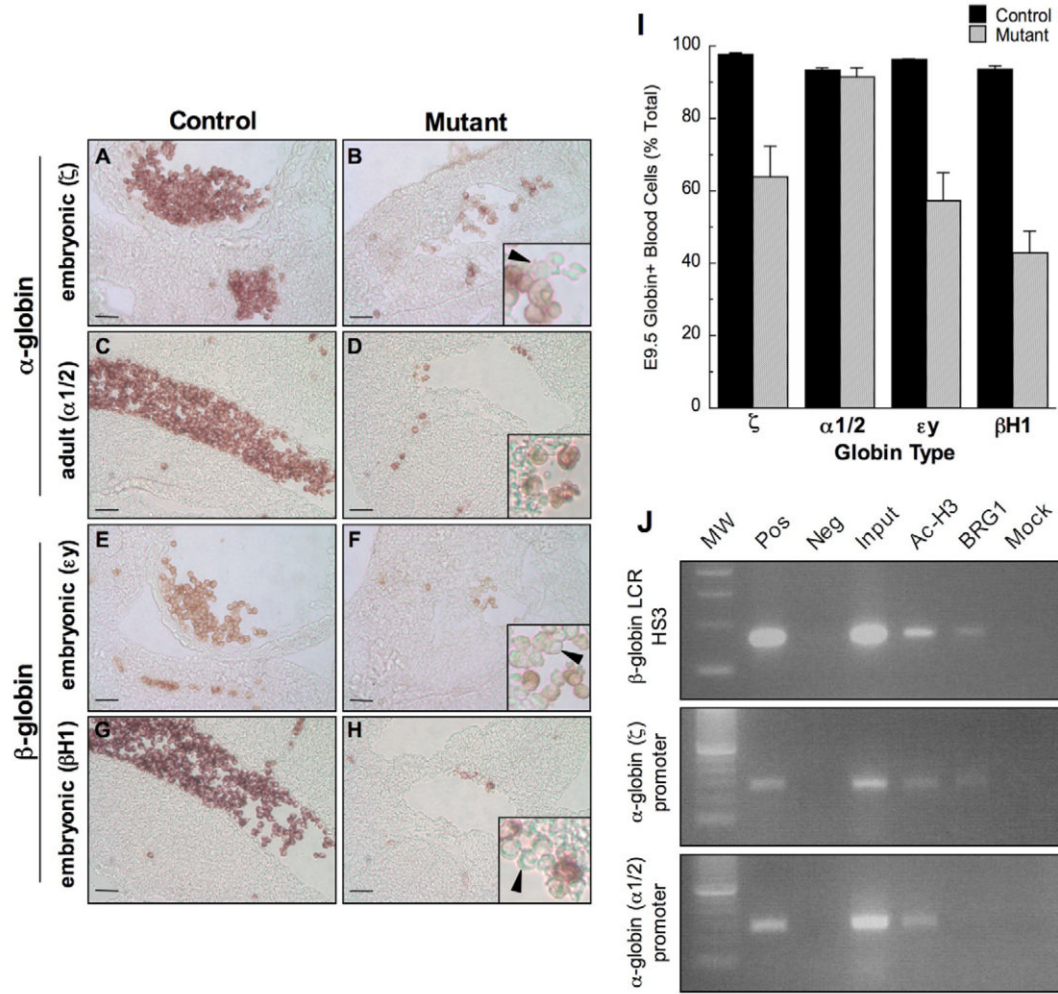 Control
Mutant
α-globin
β-globin
embryonic (ζ)
adult (α1/2)
embryonic (εy)
embryonic (βH1)
A
B
C
D
E
F
G
H
I
Control
Mutant
E9.5 Globin+ Blood Cells (% Total)
100
80
60
40
20
0
ζ
α1/2
εy
βH1
Globin Type
J
MW
Pos
Neg
Input
Ac-H3
BRG1
Mock
β-globin LCR
HS3
α-globin (ζ)
promoter
α-globin (α1/2)
promoter